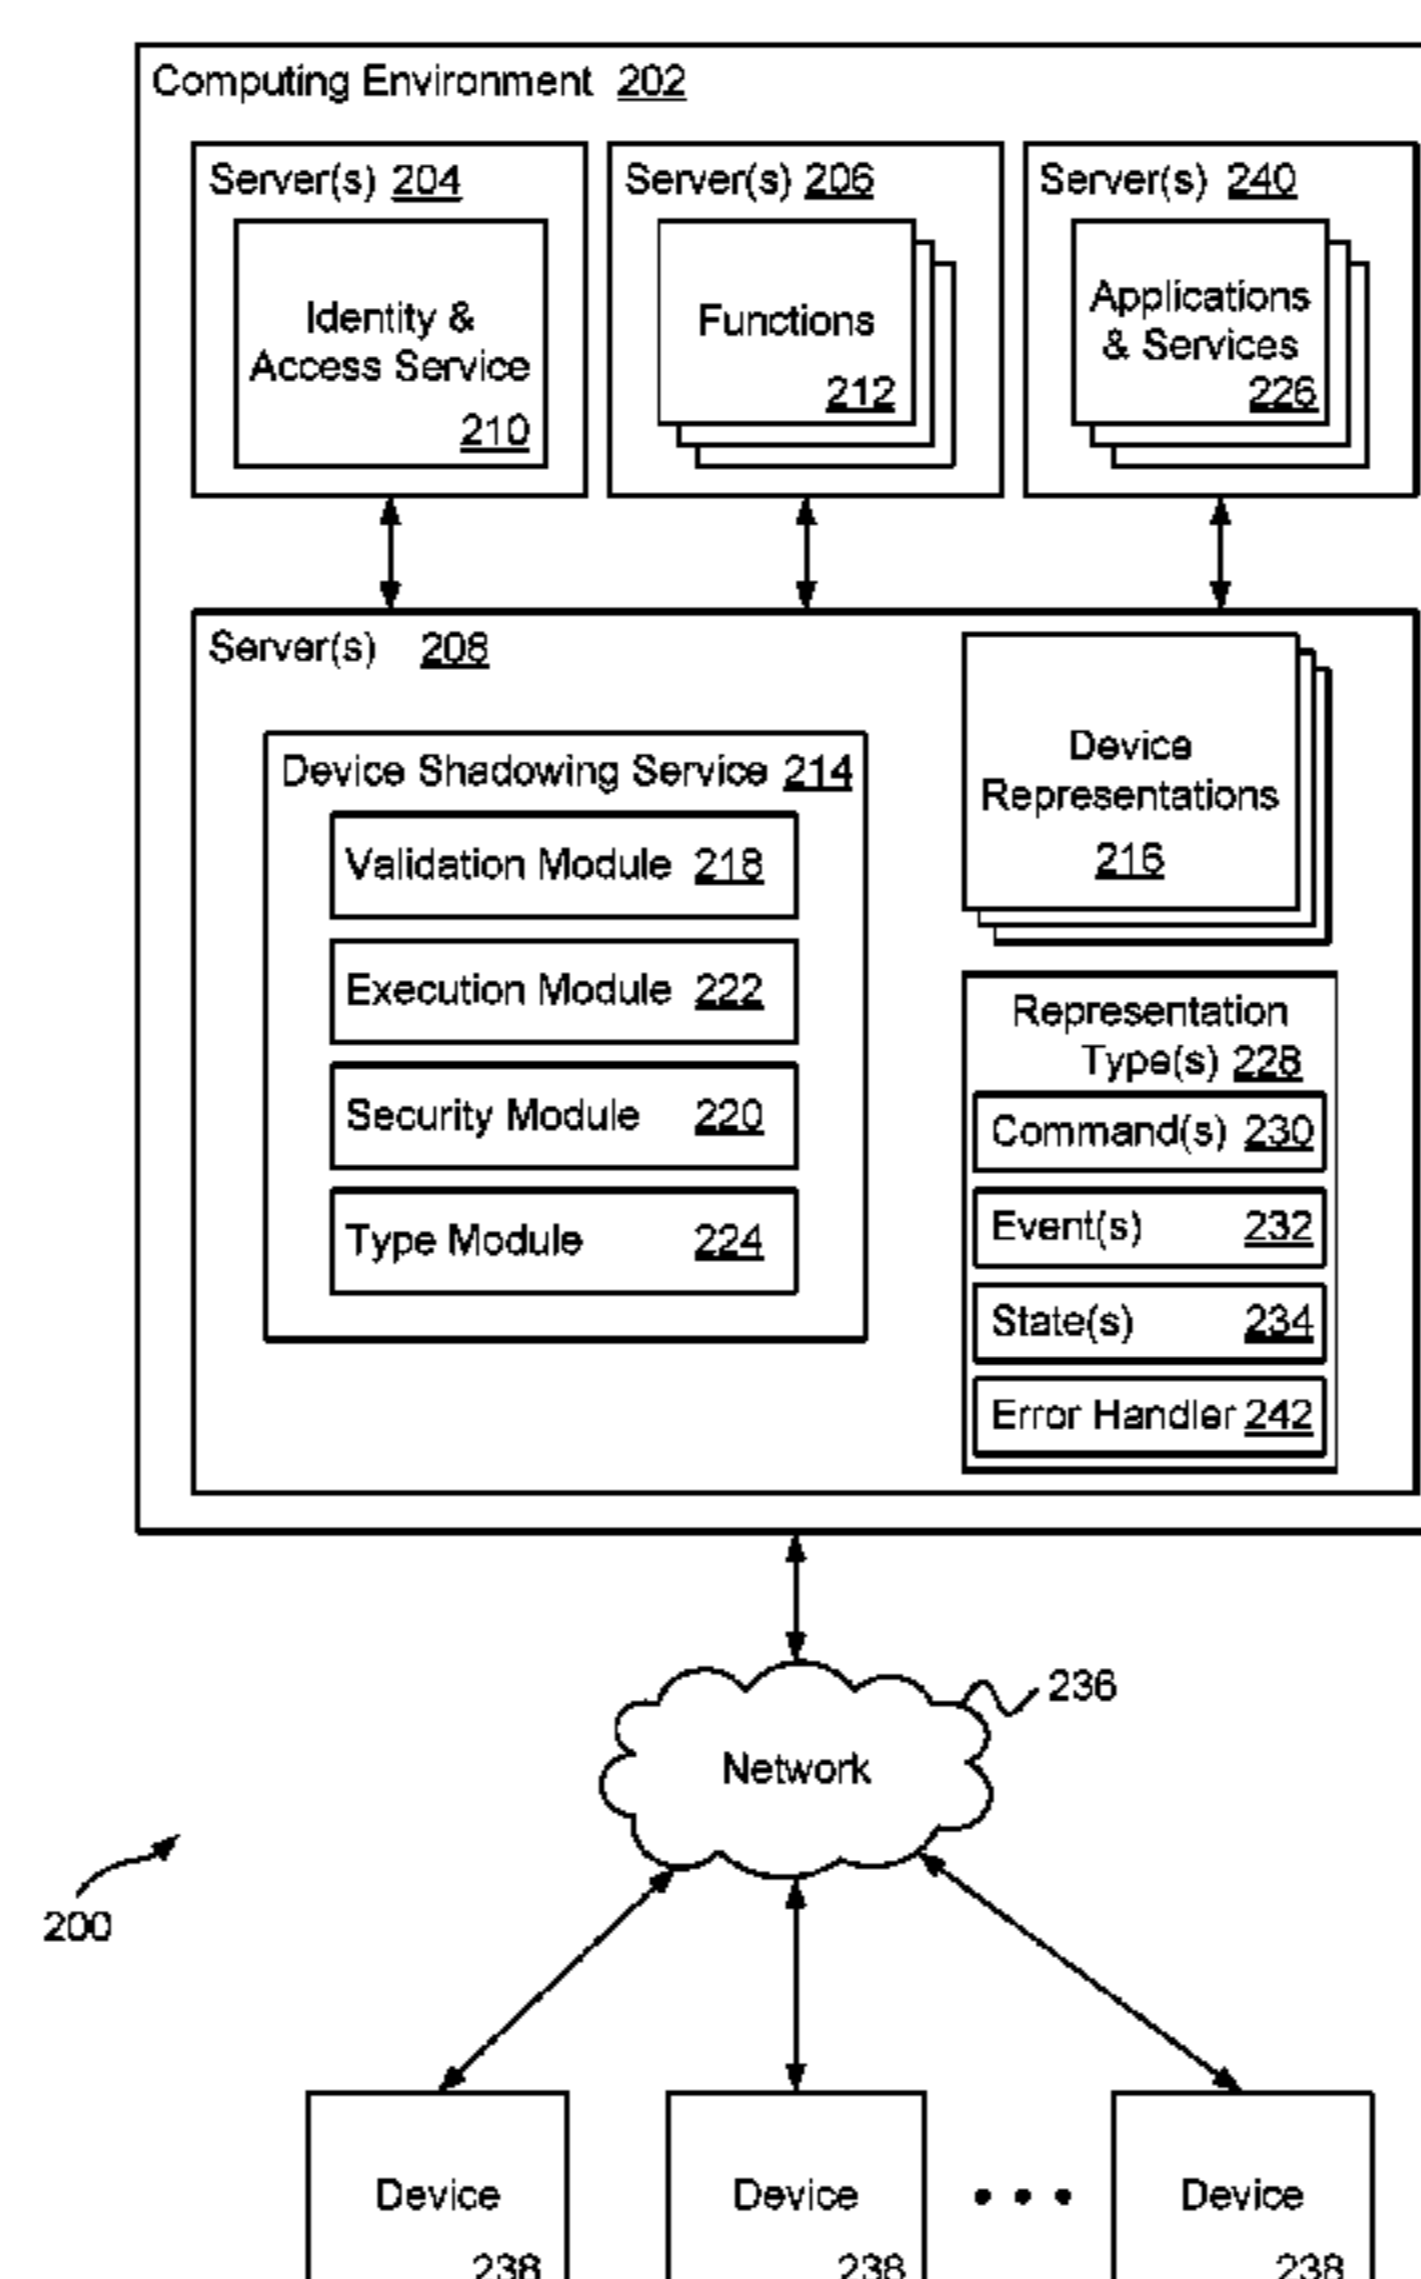 Computing Environment 202
Server(s) 204
Identity &
Access Service
210
Server(s) 206
Functions
212
Server(s) 240
Applications
& Services
226
Server(s) 208
Device Shadowing Service 214
Validation Module 218
Execution Module 222
Security Module 220
Type Module 224
Device
Representations
216
Representation
Type(s) 228
Command(s) 230
Event(s) 232
State(s) 234
Error Handler 242
236
Network
200
Device
238
Device
238
Device
238